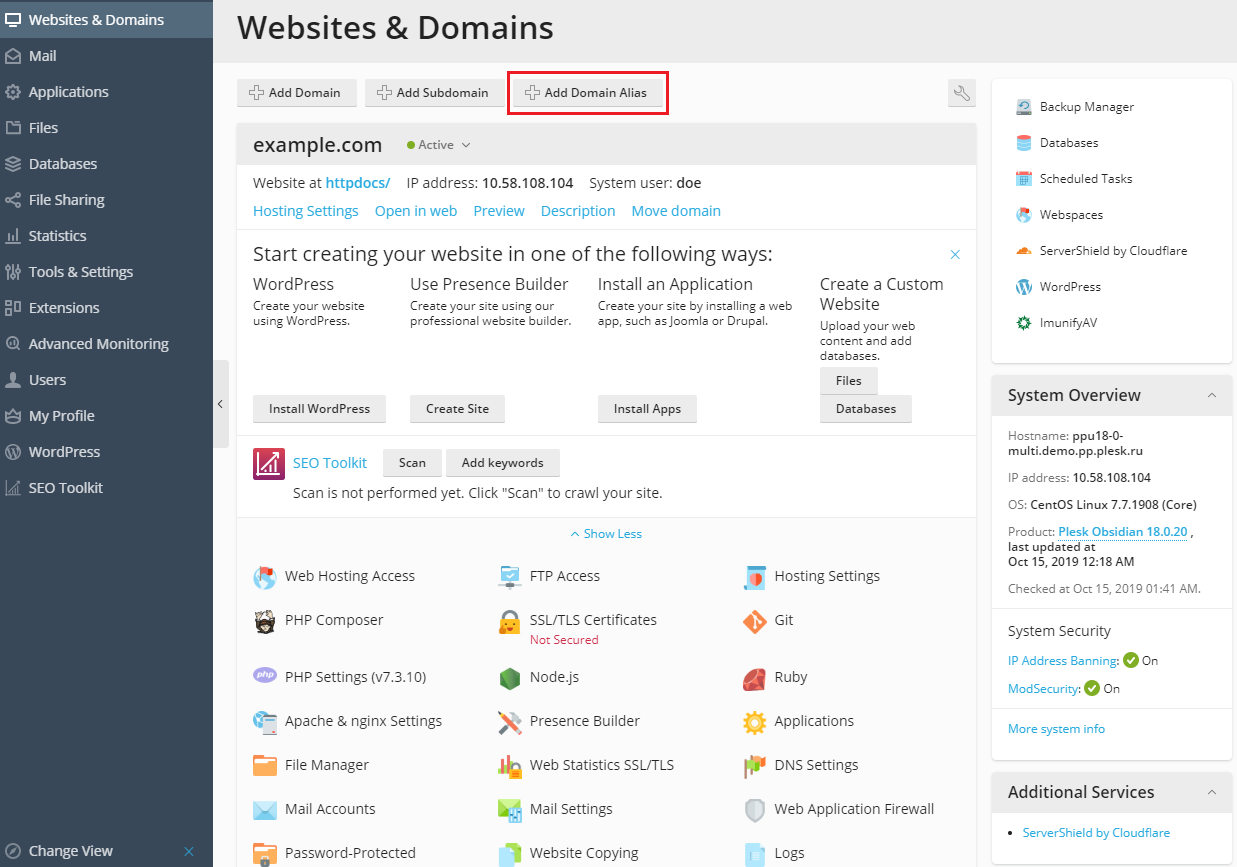 Websites & Domains
Mail
Applications
Files
Databases
File Sharing
Statistics
Tools & Settings
Extensions
Advanced Monitoring
Users
My Profile
WordPress
SEO Toolkit
Change View
Websites & Domains
Add Domain
Add Subdomain
Add Domain Alias
example.com Active
Website at httpdocs/ IP address: 10.58.108.104 System user: doe
Hosting Settings Open in web Preview Description Move domain
Start creating your website in one of the following ways:
WordPress
Create your website
using WordPress.
Install WordPress
Use Presence Builder
Create your site using our
professional website builder.
Create Site
Install an Application
Create your site by installing a web
app, such as Joomla or Drupal.
Install Apps
Create a Custom
Website
Upload your web
content and add
databases.
Files
Databases
SEO Toolkit Scan Add keywords
Scan is not performed yet. Click "Scan" to crawl your site.
Show Less
Web Hosting Access
FTP Access
Hosting Settings
PHP Composer
SSL/TLS Certificates
Not Secured
Git
php
PHP Settings (v7.3.10)
Node.js
Ruby
Apache & nginx Settings
Presence Builder
Applications
File Manager
Web Statistics SSL/TLS
DNS Settings
Mail Accounts
Mail Settings
Web Application Firewall
Password-Protected
Website Copying
Logs
Backup Manager
Databases
Scheduled Tasks
Webspaces
ServerShield by Cloudflare
WordPress
ImunifyAV
System Overview
Hostname: ppu18-0-
multi.demo.pp.plesk.ru
IP address: 10.58.108.104
OS: CentOS Linux 7.7.1908 (Core)
Product: Plesk Obsidian 18.0.20 ,
last updated at
Oct 15, 2019 12:18 AM
Checked at Oct 15, 2019 01:41 AM.
System Security
IP Address Banning: On
ModSecurity: On
More system info
Additional Services
ServerShield by Cloudflare